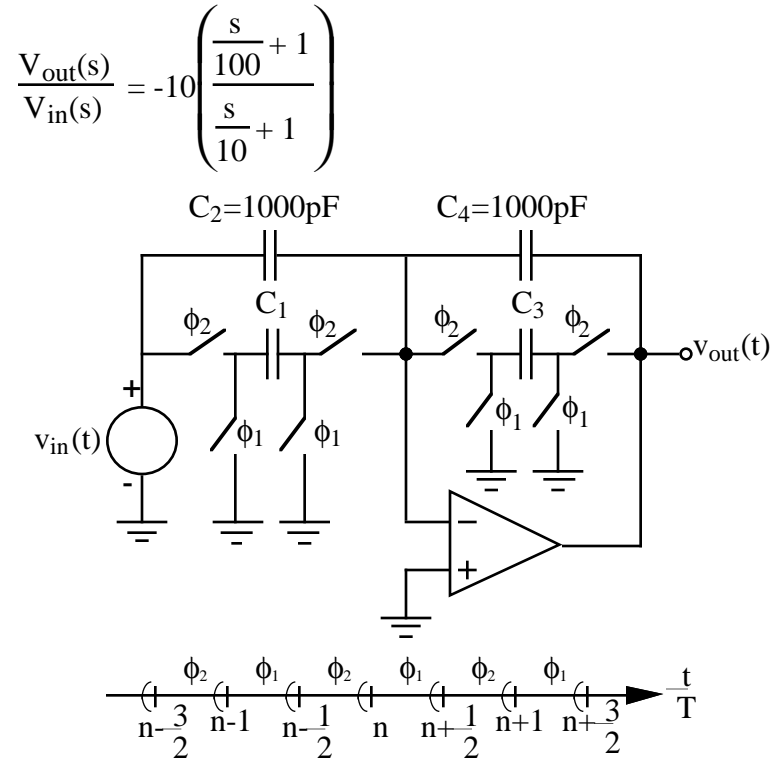 V_out(s) / V_in(s) = -10( (s/100 + 1) / (s/10 + 1) )
C₂=1000pF C₄=1000pF
C₁ C₃
ϕ₂ ϕ₂ ϕ₂ ϕ₂
v_out(t)
+
v_in(t) ϕ₁ ϕ₁ ϕ₁ ϕ₁
-
−
+
ϕ₂ ϕ₁ ϕ₂ ϕ₁ ϕ₂ ϕ₁ t/T
n-3/2 n-1 n-1/2 n n+1/2 n+1 n+3/2